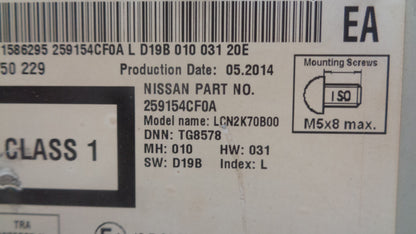 EA
1586295 259154CF0A L D19B 010 031 20E
50 229
Production Date: 05.2014
Mounting Screws
ISO
M5x8 max.
NISSAN PART NO.
259154CF0A
Model name: LCN2K70B00
DNN: TG8578
MH: 010 HW: 031
SW: D19B Index: L
CLASS 1
TRA